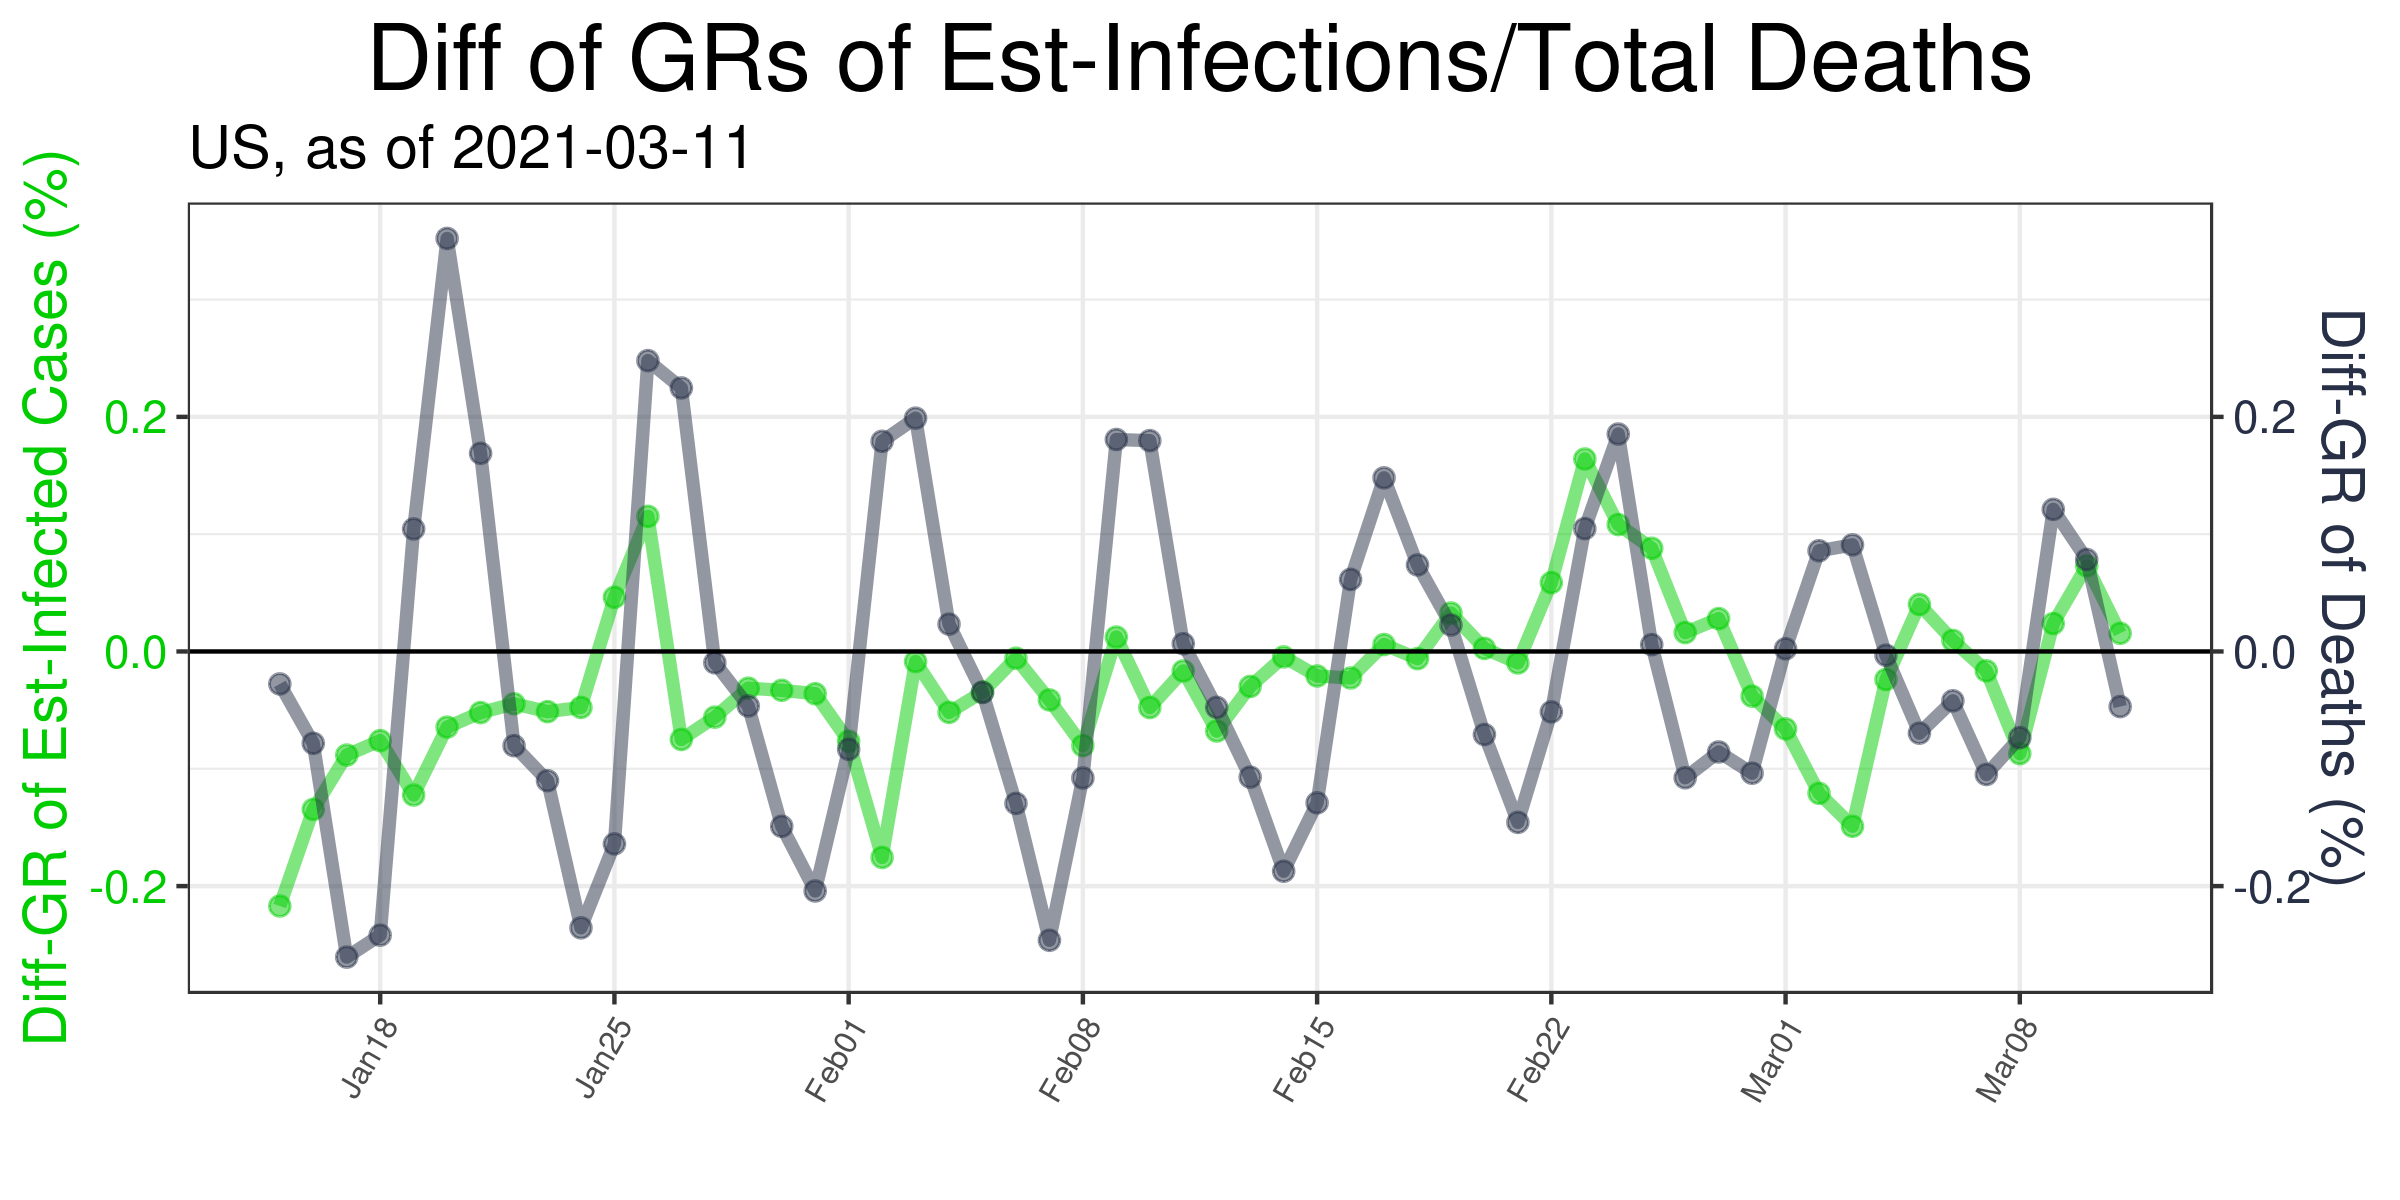 Diff of GRs of Est-Infections/Total Deaths
US, as of 2021-03-11
Diff-GR of Est-Infected Cases (%)
0.2
0.0
-0.2
0.2
0.0
-0.2
Diff-GR of Deaths (%)
Jan18
Jan25
Feb01
Feb08
Feb15
Feb22
Mar01
Mar08